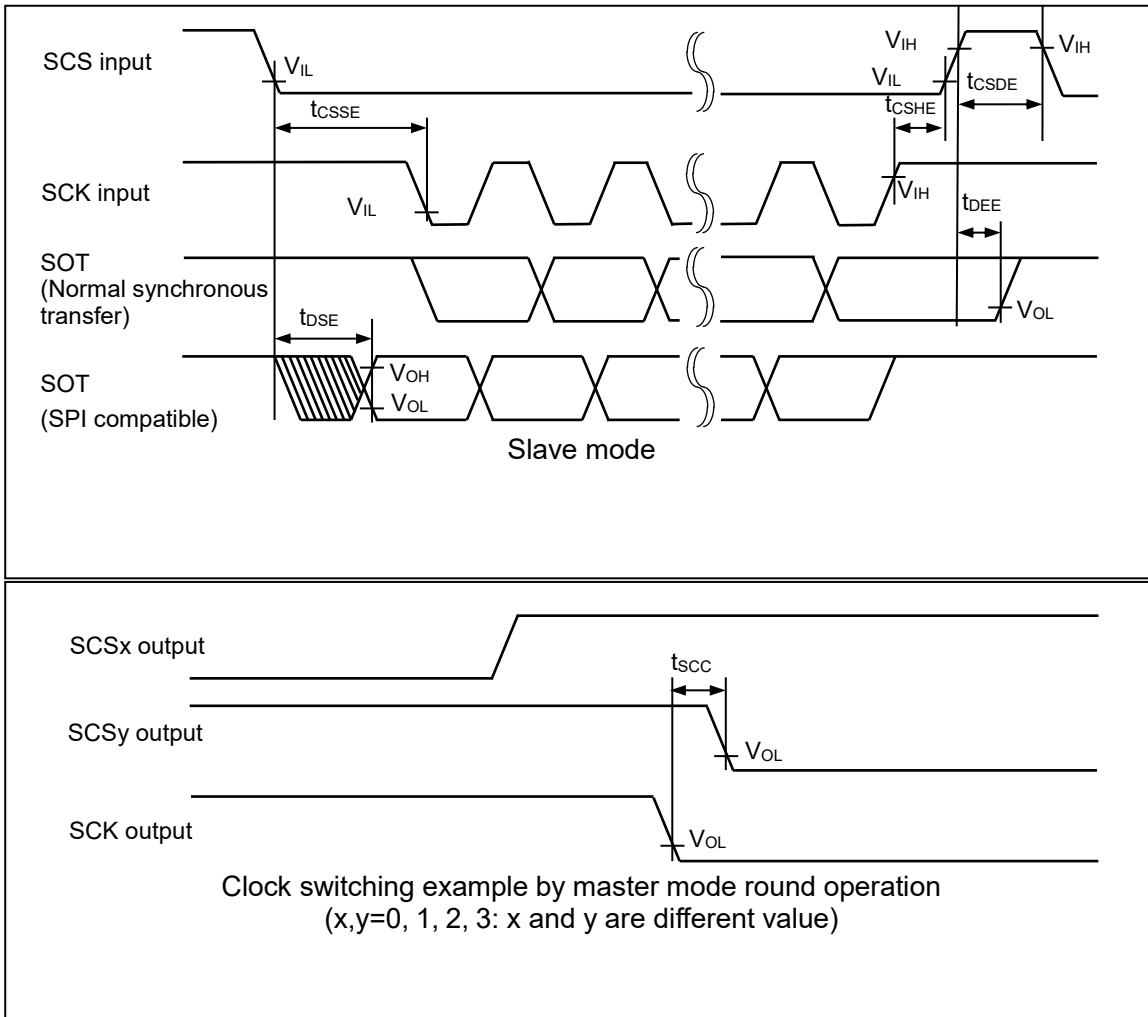 SCS input
VIL
VIH
VIH
VIL
tCSDE
tCSSE
tCSHE
SCK input
VIL
VIH
tDEE
SOT
(Normal synchronous
transfer)
VOL
tDSE
SOT
(SPI compatible)
VOH
VOL
Slave mode
SCSx output
tSCC
SCSy output
VOL
SCK output
VOL
Clock switching example by master mode round operation
(x,y=0, 1, 2, 3: x and y are different value)